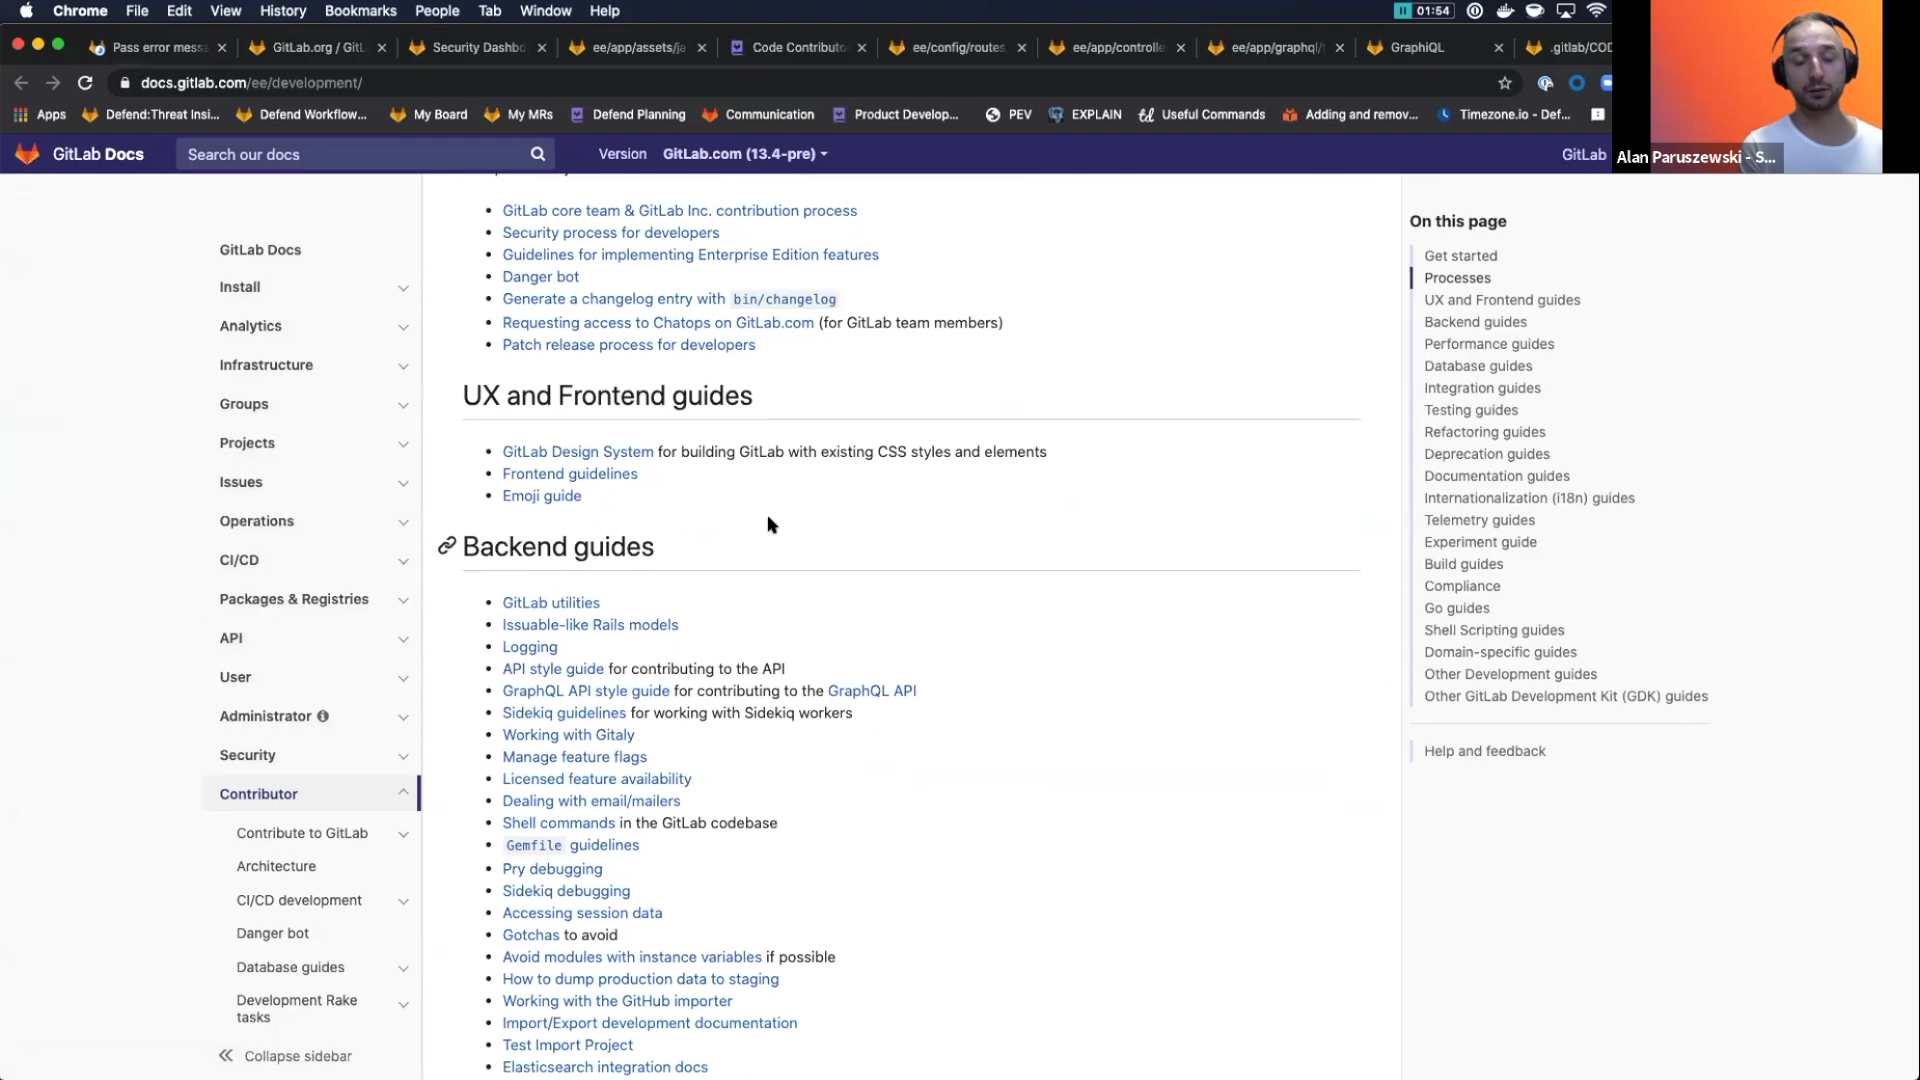 Chrome File Edit View History Bookmarks People Tab Window Help 01:54
Pass error messa GitLab.org / GitL Security Dashbo ee/app/assets/ja Code Contributo ee/config/routes. ee/app/controlle ee/app/graphql/ GraphiQL .gitlab/COD
docs.gitlab.com/ee/development/
Apps Defend:Threat Insi... Defend Workflow... My Board My MRs Defend Planning Communication Product Develop... PEV EXPLAIN Useful Commands Adding and remov... Timezone.io - Def...
GitLab Docs Search our docs Version GitLab.com (13.4-pre) GitLab
Alan Paruszewski - S...
GitLab Docs
Install
Analytics
Infrastructure
Groups
Projects
Issues
Operations
CI/CD
Packages & Registries
API
User
Administrator
Security
Contributor
Contribute to GitLab
Architecture
CI/CD development
Danger bot
Database guides
Development Rake
tasks
Collapse sidebar
GitLab core team & GitLab Inc. contribution process
Security process for developers
Guidelines for implementing Enterprise Edition features
Danger bot
Generate a changelog entry with bin/changelog
Requesting access to Chatops on GitLab.com (for GitLab team members)
Patch release process for developers
UX and Frontend guides
GitLab Design System for building GitLab with existing CSS styles and elements
Frontend guidelines
Emoji guide
Backend guides
GitLab utilities
Issuable-like Rails models
Logging
API style guide for contributing to the API
GraphQL API style guide for contributing to the GraphQL API
Sidekiq guidelines for working with Sidekiq workers
Working with Gitaly
Manage feature flags
Licensed feature availability
Dealing with email/mailers
Shell commands in the GitLab codebase
Gemfile guidelines
Pry debugging
Sidekiq debugging
Accessing session data
Gotchas to avoid
Avoid modules with instance variables if possible
How to dump production data to staging
Working with the GitHub importer
Import/Export development documentation
Test Import Project
Elasticsearch integration docs
On this page
Get started
Processes
UX and Frontend guides
Backend guides
Performance guides
Database guides
Integration guides
Testing guides
Refactoring guides
Deprecation guides
Documentation guides
Internationalization (i18n) guides
Telemetry guides
Experiment guide
Build guides
Compliance
Go guides
Shell Scripting guides
Domain-specific guides
Other Development guides
Other GitLab Development Kit (GDK) guides
Help and feedback